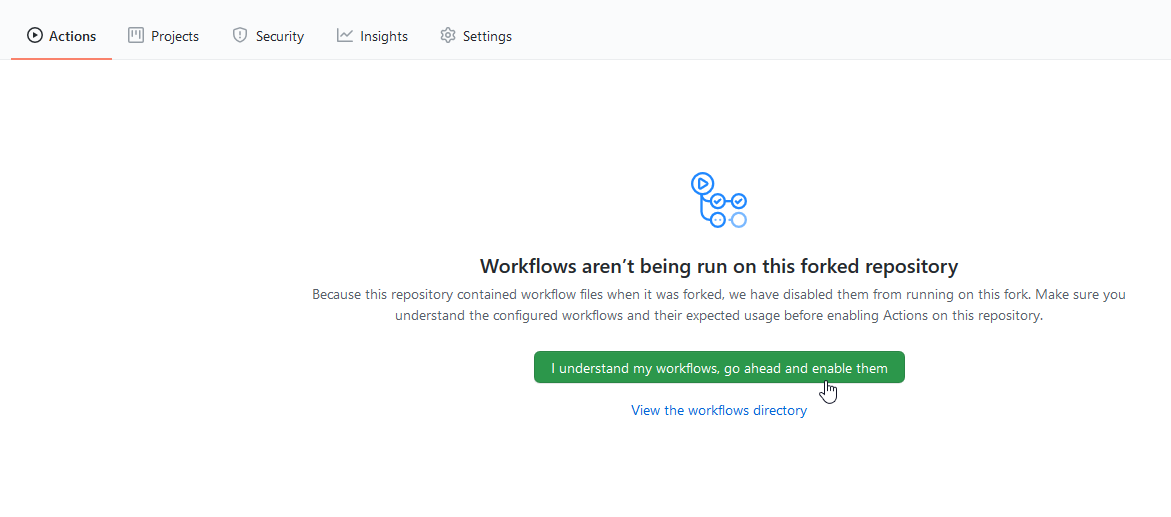 Actions Projects Security Insights Settings
Workflows aren’t being run on this forked repository
Because this repository contained workflow files when it was forked, we have disabled them from running on this fork. Make sure you
understand the configured workflows and their expected usage before enabling Actions on this repository.
I understand my workflows, go ahead and enable them
View the workflows directory